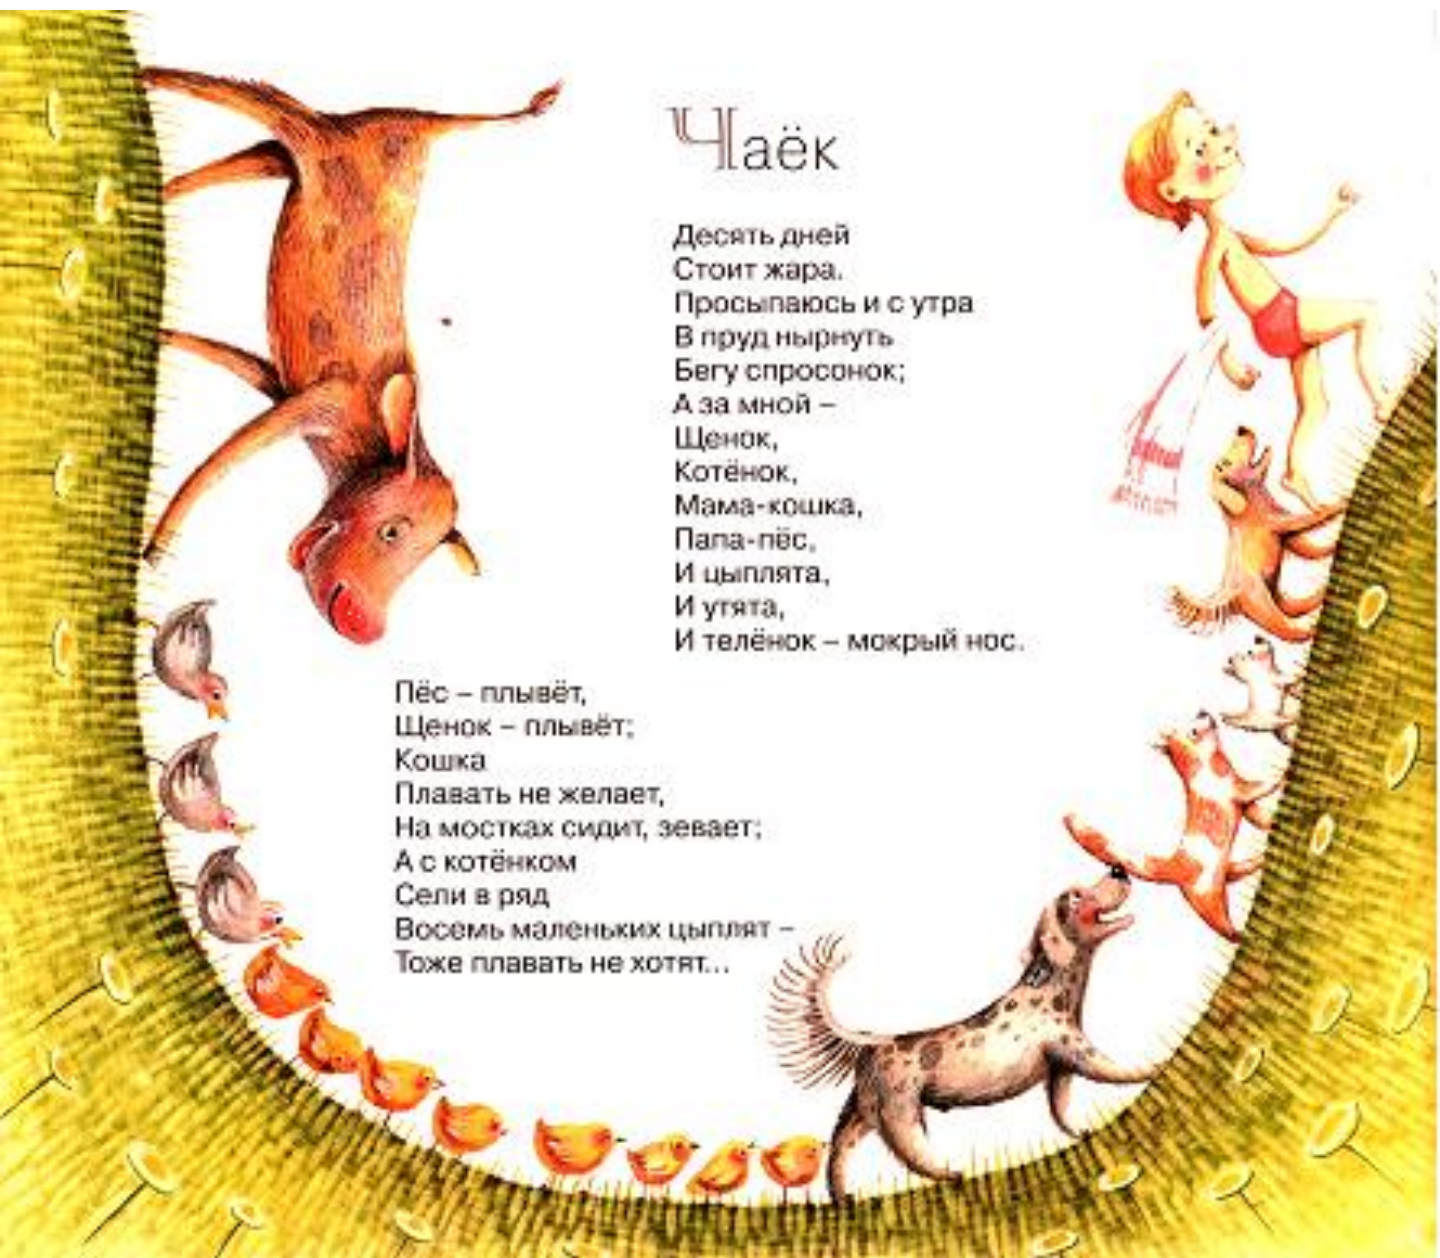 Чаёк
Десять дней
Стоит жара.
Просыпаюсь и с утра
В пруд нырнуть
Бегу спросонок;
А за мной –
Щенок,
Котёнок,
Мама-кошка,
Папа-пёс,
И цыплята,
И утята,
И телёнок – мокрый нос.
Пёс – плывёт,
Щенок – плывёт;
Кошка
Плавать не желает,
На мостках сидит, зевает;
А с котёнком
Сели в ряд
Восемь маленьких цыплят –
Тоже плавать не хотят...